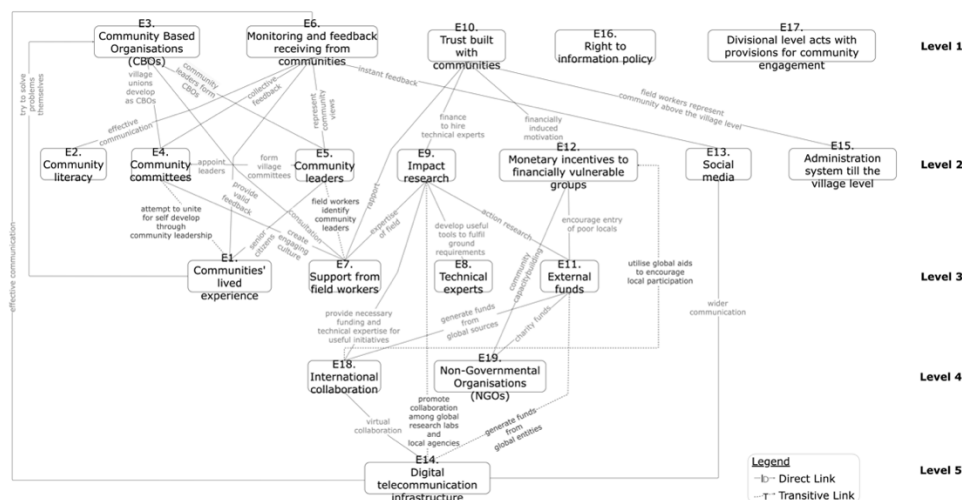 E3.
Community Based
Organisations
(CBOs)
E6.
Monitoring and feedback
receiving from
communities
E10.
Trust built
with
communities
E16.
Right to
information policy
E17.
Divisional level acts with
provisions for community
engagement
Level 1
try to solve
problems
themselves
village
unions
develop
as CBOs
community
leaders form
CBOs
collective
feedback
represent
community
views
instant feedback
field workers represent
community above the village level
effective
communication
finance
to hire
technical experts
financially
induced
motivation
E2.
Community
literacy
E4.
Community
committees
appoint
leaders
form
village
committees
E5.
Community
leaders
rapport
E9.
Impact
research
E12.
Monetary incentives to
financially vulnerable
groups
E13.
Social
media
E15.
Administration
system till the
village level
Level 2
attempt to unite
for self develop
through
community leadership
provide
valid
feedback
field workers
identify
community
leaders
consultation
create
engaging
culture
senior
citizens
expertise
of field
action research
develop useful
tools to fulfil
ground
requirements
encourage entry
of poor locals
community
capacitybuilding
utilise global aids to
encourage
local participation
effective communication
E1.
Communities'
lived
experience
E7.
Support from
field workers
E8.
Technical
experts
E11.
External
funds
Level 3
provide necessary
funding and
technical expertise for
useful initiatives
generate funds
from
global sources
charity funds
wider
communication
E18.
International
collaboration
E19.
Non-Governmental
Organisations
(NGOs)
Level 4
virtual
collaboration
promote
collaboration
among global
research labs
and
local agencies
generate funds
from
global entities
E14.
Digital
telecommunication
infrastructure
Legend
D
Direct Link
T
Transitive Link
Level 5